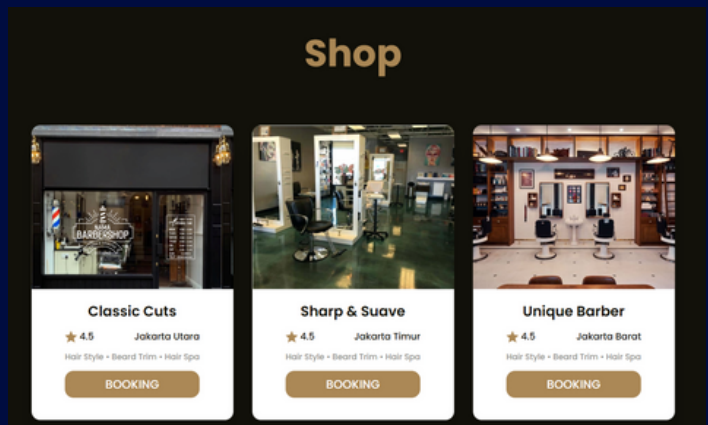 Shop
BARBERSHOP
Classic Cuts
4.5 Jakarta Utara
Hair Style • Beard Trim • Hair Spa
BOOKING
Sharp & Suave
4.5 Jakarta Timur
Hair Style • Beard Trim • Hair Spa
BOOKING
Unique Barber
4.5 Jakarta Barat
Hair Style • Beard Trim • Hair Spa
BOOKING